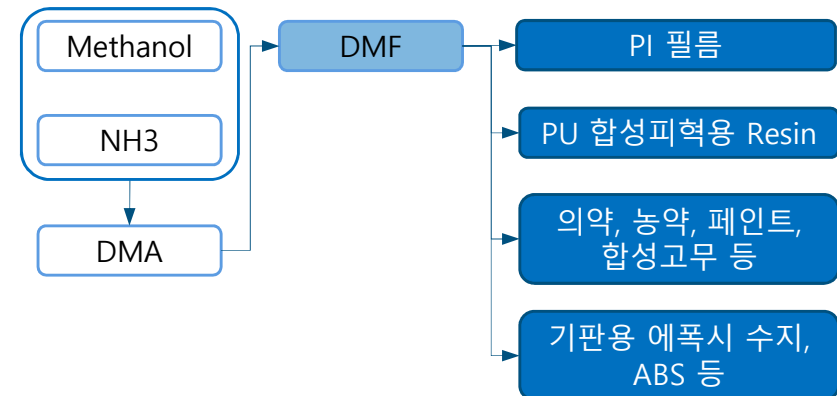 Methanol
NH3
DMA
DMF
PI 필름
PU 합성피혁용 Resin
의약, 농약, 페인트,
합성고무 등
기판용 에폭시 수지,
ABS 등